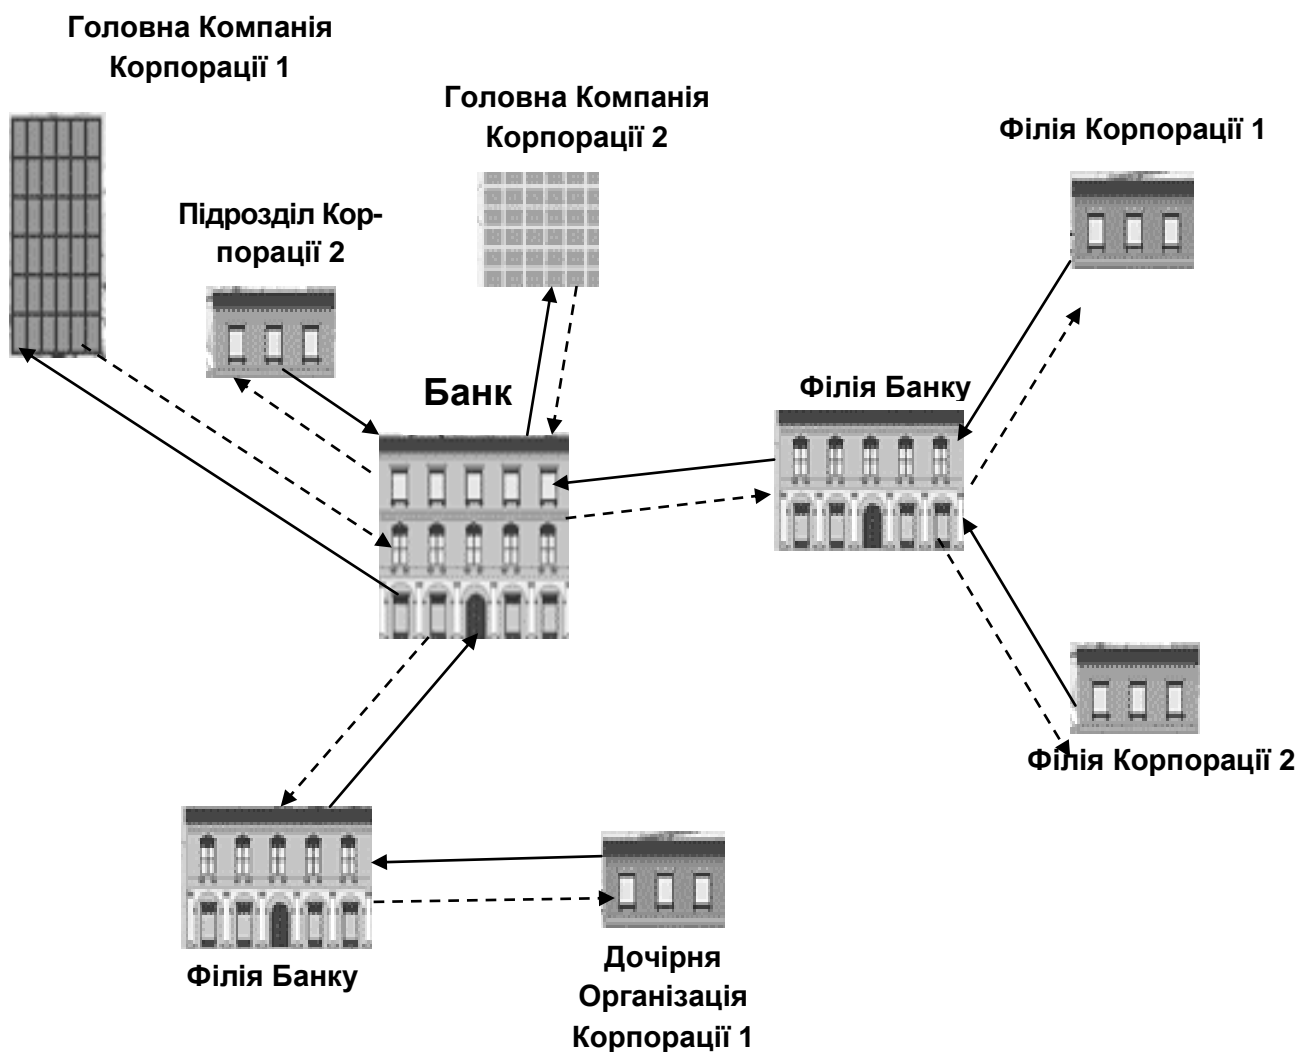 Головна Компанія
Корпорації 1
Головна Компанія
Корпорації 2
Філія Корпорації 1
Підрозділ Кор-
порації 2
Банк
Філія Банку
Філія Корпорації 2
Філія Банку
Дочірня
Організація
Корпорації 1